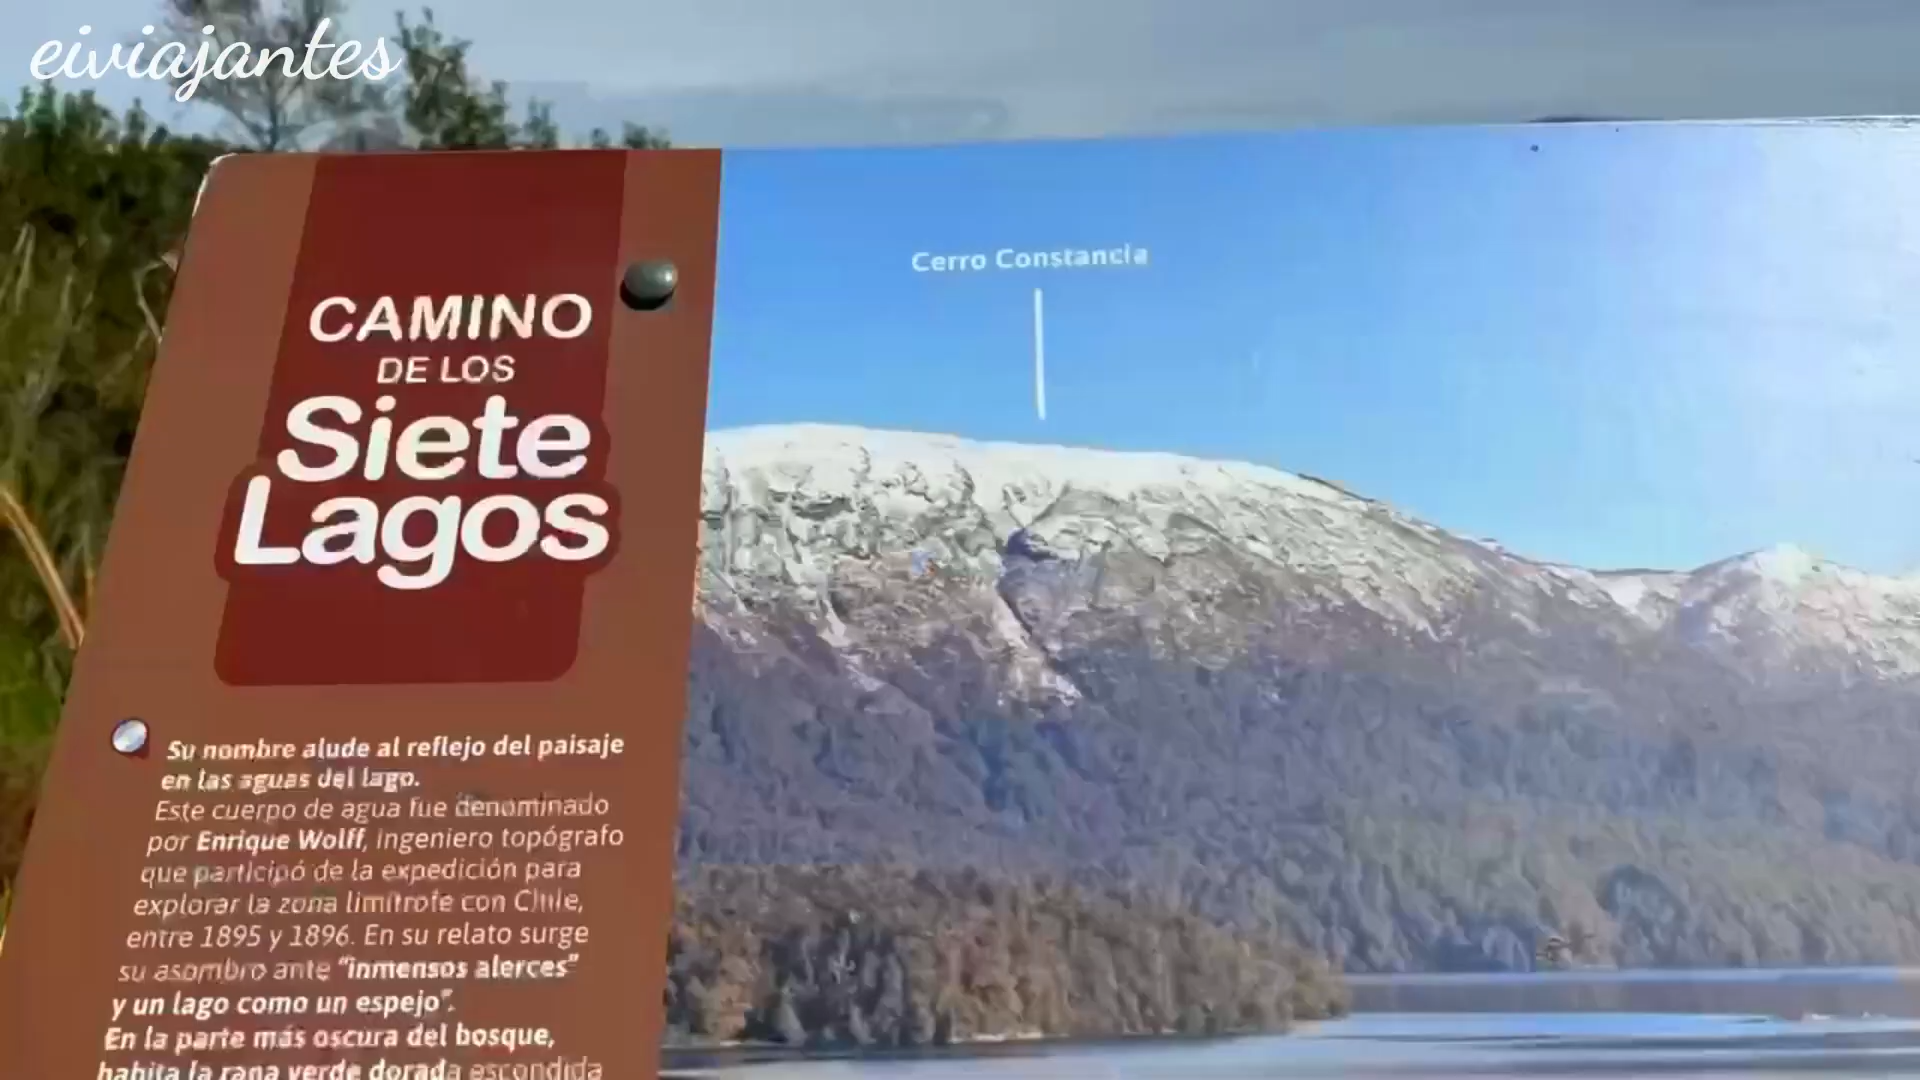 eiviajantes
CAMINO
DE LOS
Siete
Lagos
Cerro Constancia
Su nombre alude al reflejo del paisaje
en las aguas del lago.
Este cuerpo de agua fue denominado
por Enrique Wolff, ingeniero topógrafo
que participó de la expedición para
explorar la zona limítrofe con Chile,
entre 1895 y 1896. En su relato surge
su asombro ante “inmensos alerces”
y un lago como un espejo”.
En la parte más oscura del bosque,
habita la rana verde dorada escondida